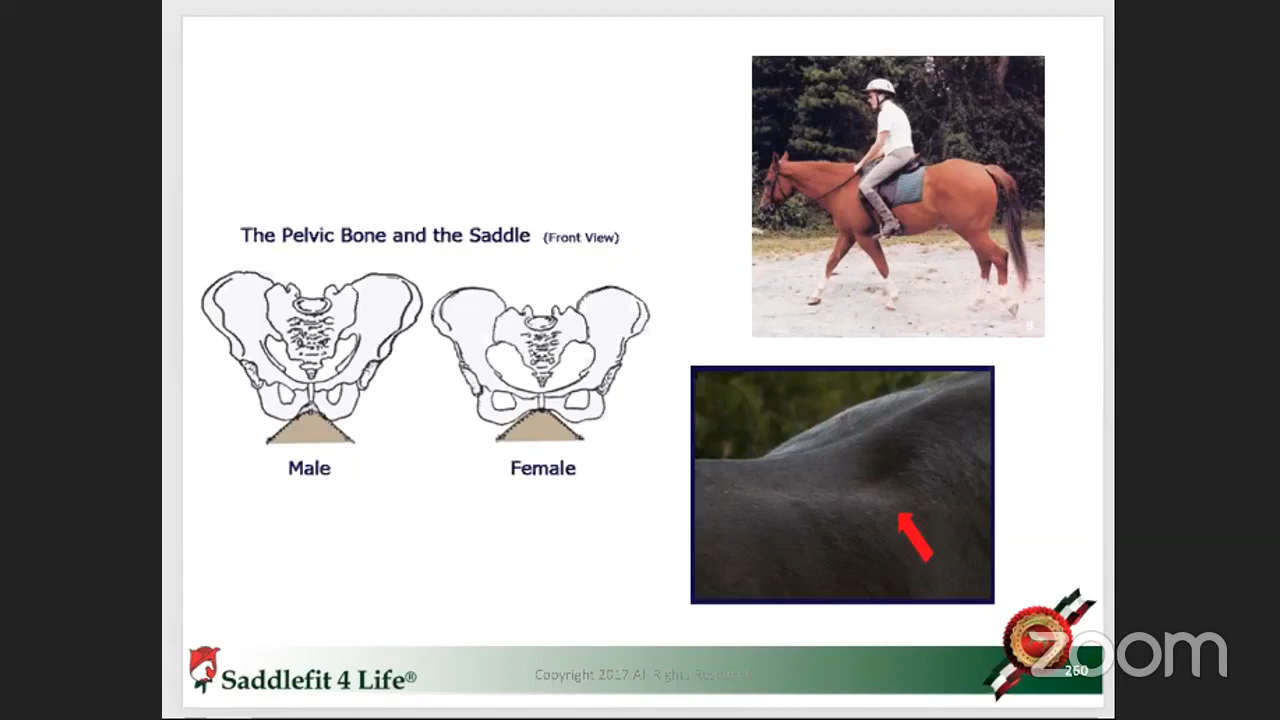 The Pelvic Bone and the Saddle (Front View)
Male
Female
Saddlefit 4 Life®
Copyright 2017 All Rights Reserved
260
zoom